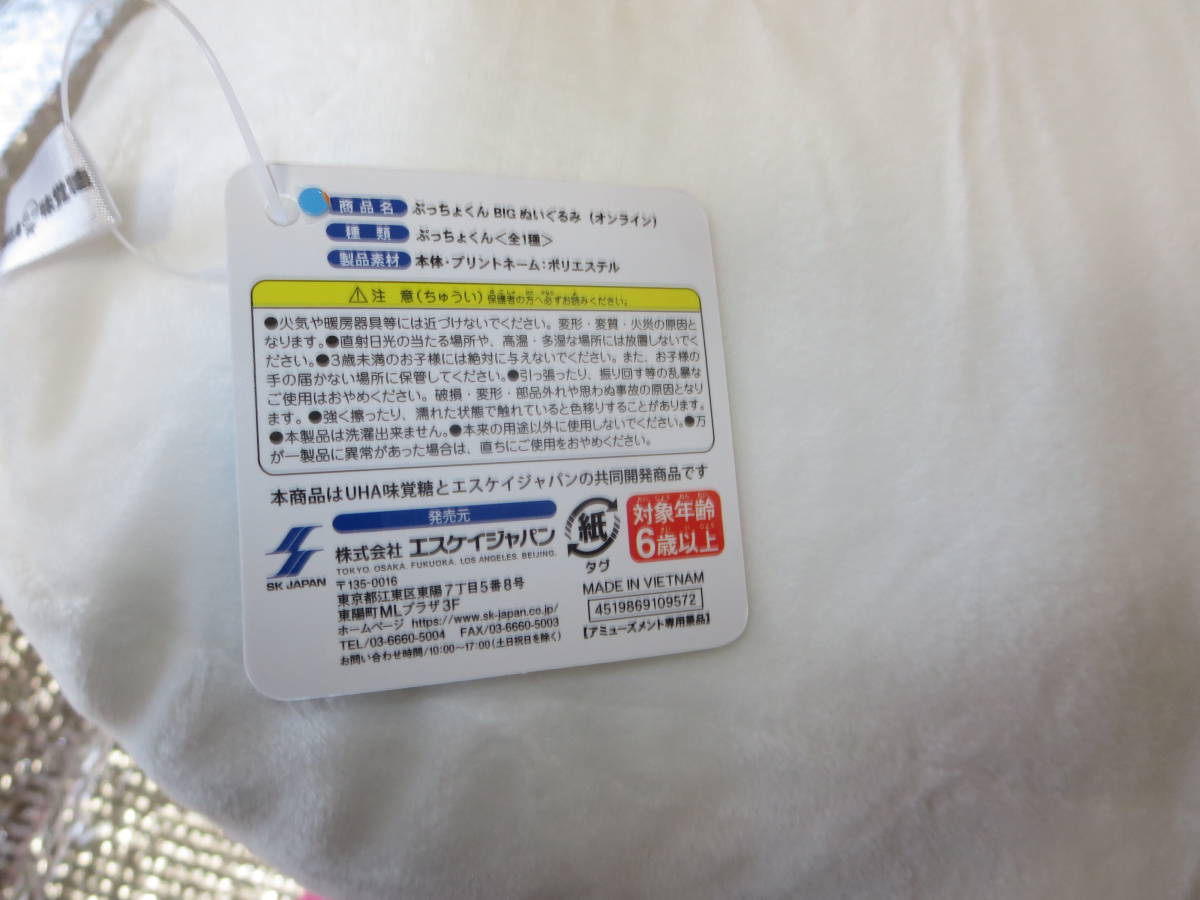 味覚糖
商品名 ぷっちょくん BIG ぬいぐるみ (オンライン)
種類 ぷっちょくん<全1種>
製品素材 本体・プリントネーム:ポリエステル
⚠注 意(ちゅうい)保護者の方へ必ずお読みください。
●火気や暖房器具等には近づけないでください。変形・変質・火災の原因と
なります。●直射日光の当たる場所や、高温・多湿な場所には放置しないでく
ださい。●3歳未満のお子様には絶対に与えないでください。また、お子様の
手の届かない場所に保管してください。●引っ張ったり、振り回す等の乱暴な
ご使用はおやめください。破損・変形・部品外れや思わぬ事故の原因となり
ます。●強く擦ったり、濡れた状態で触れていると色移りすることがあります。
●本製品は洗濯出来ません。●本来の用途以外に使用しないでください。●万
が一製品に異常があった場合は、直ちにご使用をおやめください。
本商品はUHA味覚糖とエスケイジャパンの共同開発商品です
発売元
SK JAPAN
株式会社 エスケイジャパン
TOKYO. OSAKA. FUKUOKA. LOS ANGELES. BEIJING.
〒135-0016
東京都江東区東陽7丁目5番8号
東陽町MLプラザ3F
ホームページ https://www.sk-japan.co.jp/
TEL/03-6660-5004 FAX/03-6660-5003
お問い合わせ時間/10:00~17:00(土日祝日を除く)
紙
タグ
対象年齢
6歳以上
MADE IN VIETNAM
4519869109572
【アミューズメント専用景品】